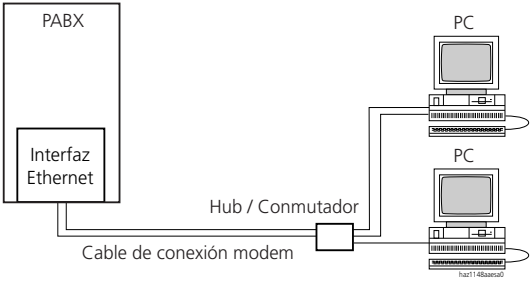 PABX
PC
Interfaz
Ethernet
PC
Hub / Conmutador
Cable de conexión modem
haz1148aaesa0